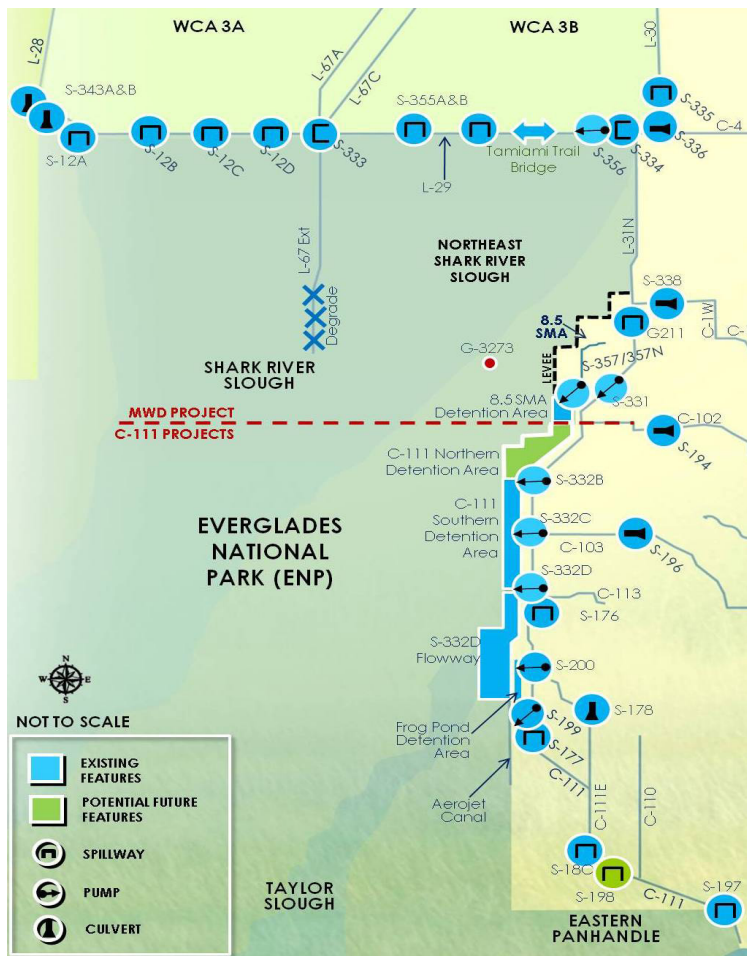 WCA 3A
WCA 3B
L-28
L-67A
L-67C
L-30
S-343A&B
S-355A&B
S-335
C-4
S-12A
S-12B
S-12C
S-12D
S-333
L-29
Tamiami Trail
Bridge
S-356
S-334
S-336
L-67 Ext
Degrade
NORTHEAST
SHARK RIVER
SLOUGH
L-31N
S-338
C-1W
C-
8.5
SMA
G211
LEVEE
S-357/357N
G-3273
SHARK RIVER
SLOUGH
8.5 SMA
Detention Area
S-331
MWD PROJECT
C-111 PROJECTS
C-102
S-194
C-111 Northern
Detention Area
S-332B
C-111
Southern
Detention
Area
S-332C
C-103
S-196
EVERGLADES
NATIONAL
PARK (ENP)
S-332D
C-113
S-176
S-332D
Flowway
S-200
N
W
E
S
NOT TO SCALE
Frog Pond
Detention
Area
S-199
S-178
S-177
C-111
Aerojet
Canal
C-111E
C-110
EXISTING
FEATURES
POTENTIAL FUTURE
FEATURES
SPILLWAY
PUMP
CULVERT
TAYLOR
SLOUGH
S-18C
S-198
C-111
S-197
EASTERN
PANHANDLE